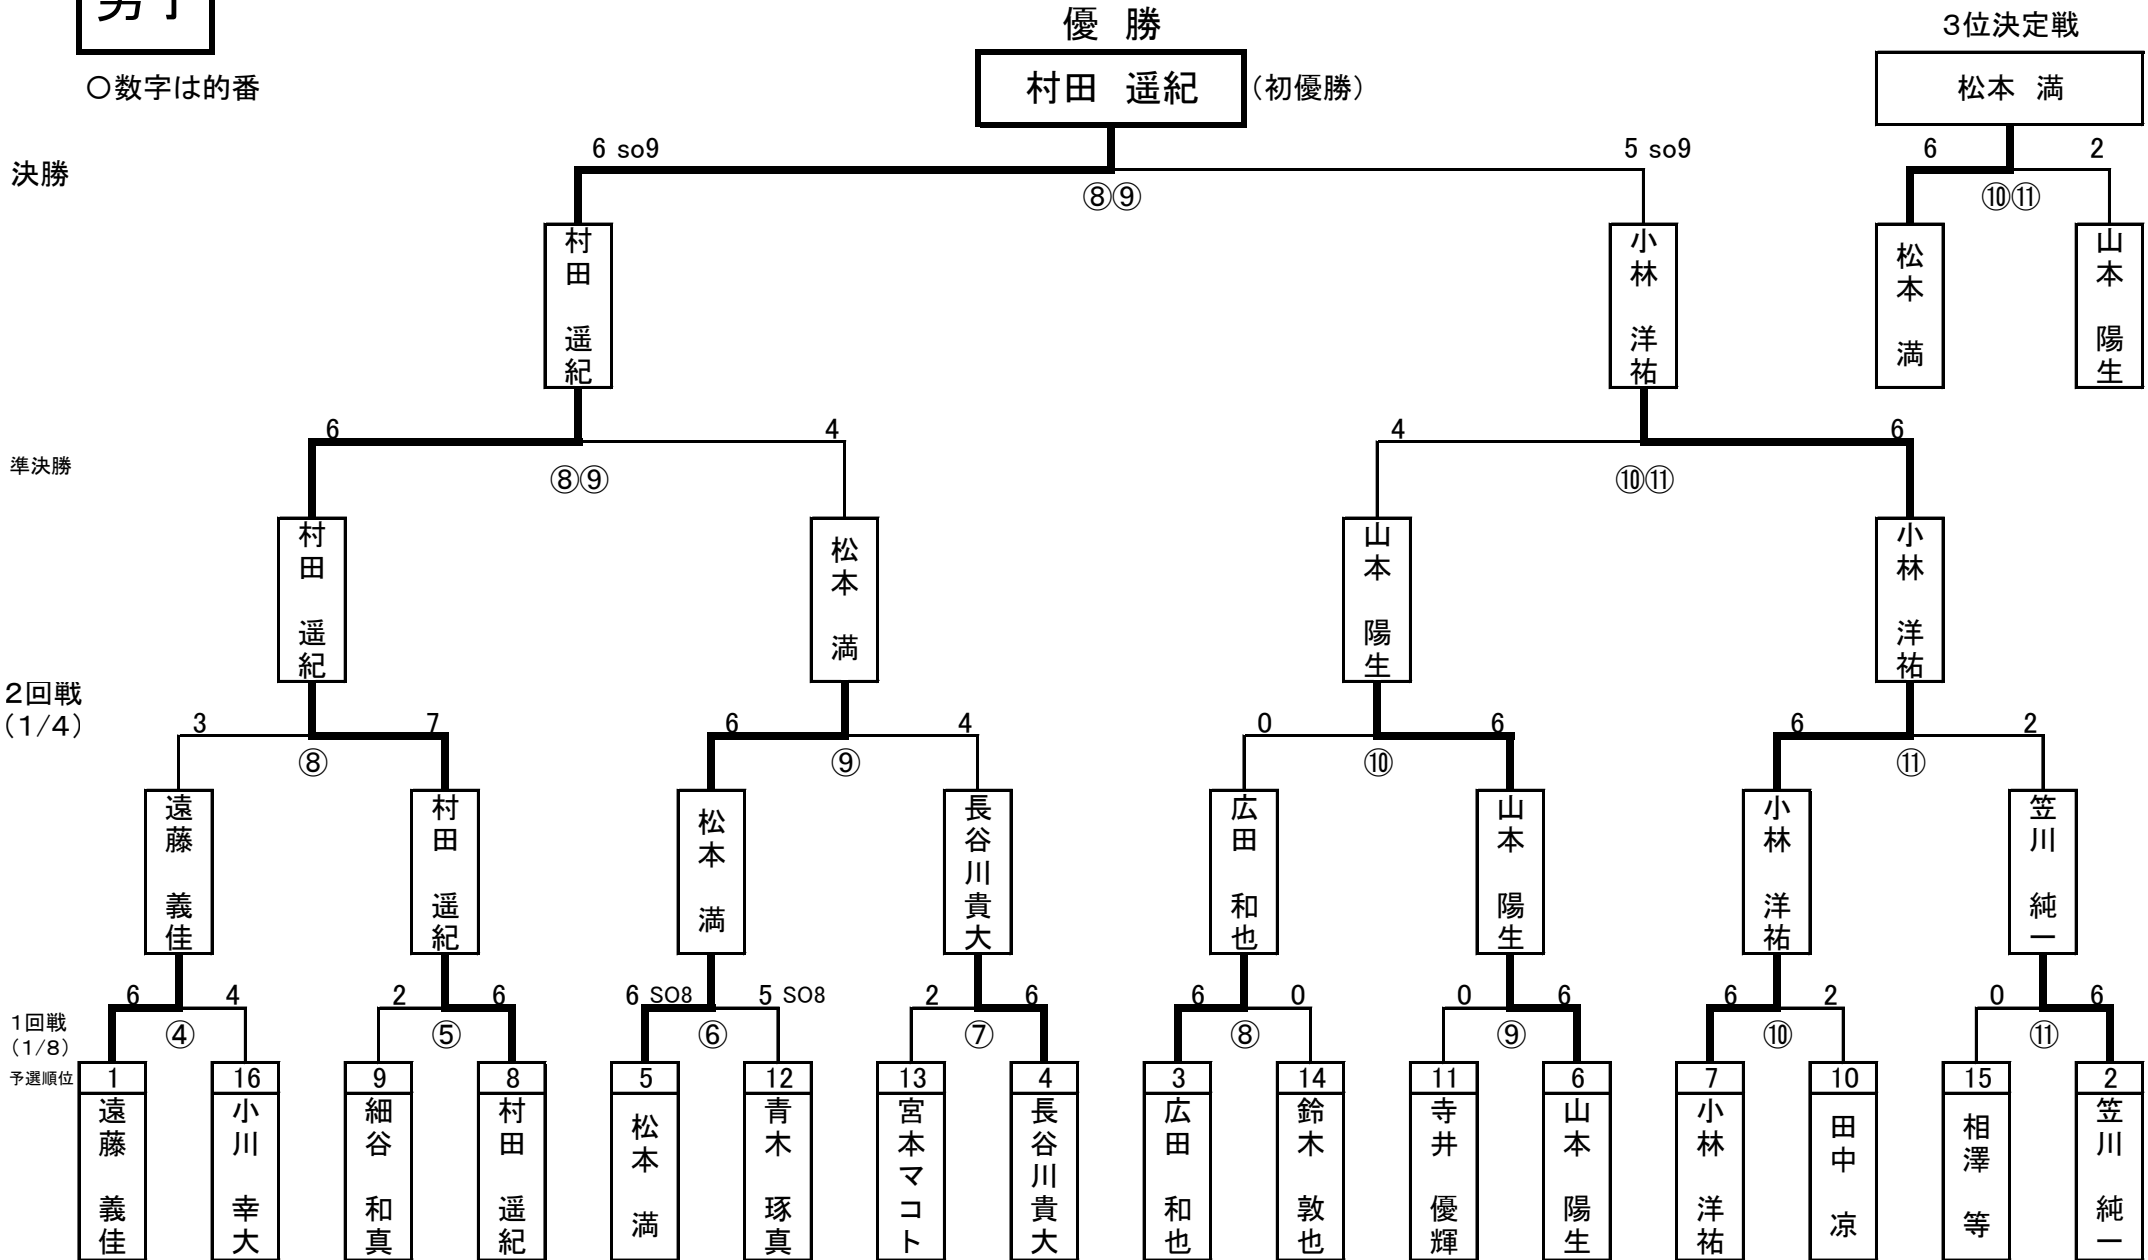 男子
優 勝
3位決定戦
○数字は的番
村田 遥紀
(初優勝)
松本 満
決勝
6 so9
5 so9
⑧⑨
6
2
⑩⑪
村田 遥紀
小林 洋祐
松本 満
山本 陽生
準決勝
6
4
⑧⑨
4
6
⑩⑪
村田 遥紀
松本 満
山本 陽生
小林 洋祐
2回戦
(1/4)
3
7
⑧
6
4
⑨
0
6
⑩
6
2
⑪
遠藤 義佳
村田 遥紀
松本 満
長谷川貴大
広田 和也
山本 陽生
小林 洋祐
笠川 純一
1回戦
(1/8)
6
4
④
2
6
⑤
6 SO8
5 SO8
⑥
2
6
⑦
6
0
⑧
0
6
⑨
6
2
⑩
0
6
⑪
予選順位
1
16
9
8
5
12
13
4
3
14
11
6
7
10
15
2
遠藤 義佳
小川 幸大
細谷 和真
村田 遥紀
松本 満
青木 琢真
宮本マコト
長谷川貴大
広田 和也
鈴木 敦也
寺井 優輝
山本 陽生
小林 洋祐
田中 凉
相澤 等
笠川 純一